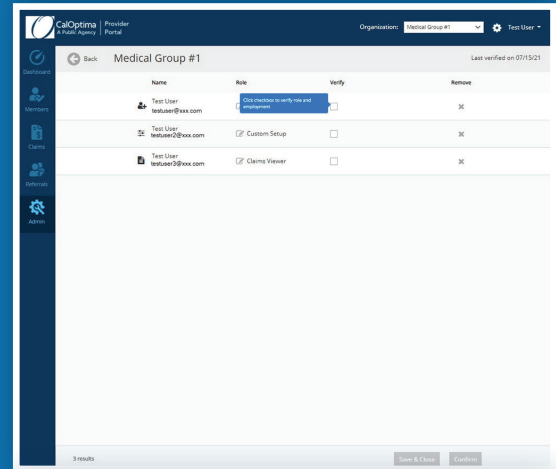 CalOptima Provider
A Public Agency Portal
Organization: Medical Group #1 Test User
Dashboard
Members
Claims
Referrals
Admin
Back Medical Group #1 Last verified on 07/15/21
Name Role Verify Remove
Test User
testuser@xxx.com
Click checkbox to verify role and
employment.
Test User
testuser2@xxx.com
Custom Setup
Test User
testuser3@xxx.com
Claims Viewer
3 results Save & Close Confirm